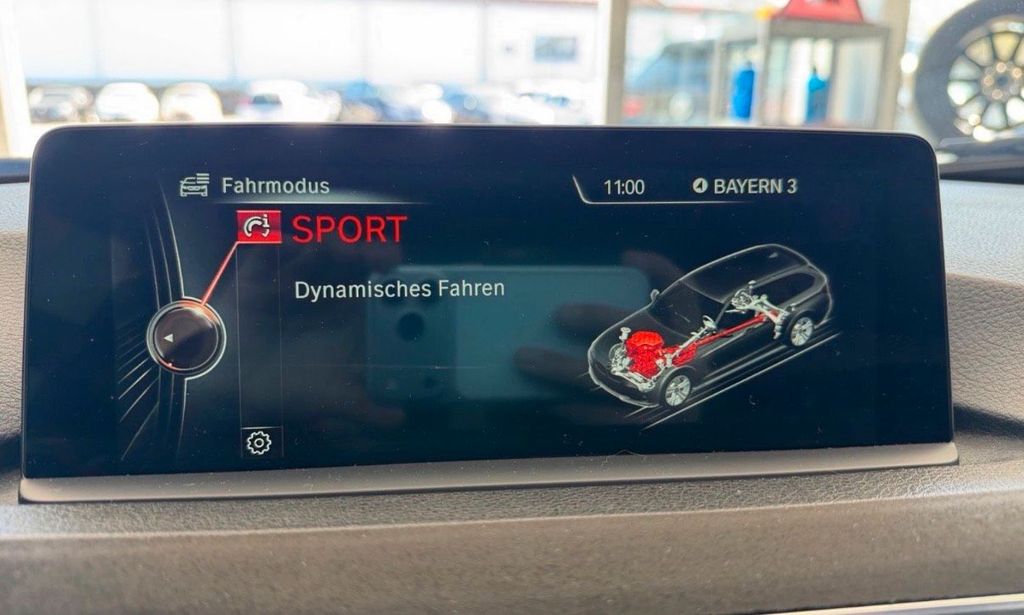 Fahrmodus
11:00
BAYERN 3
SPORT
Dynamisches Fahren